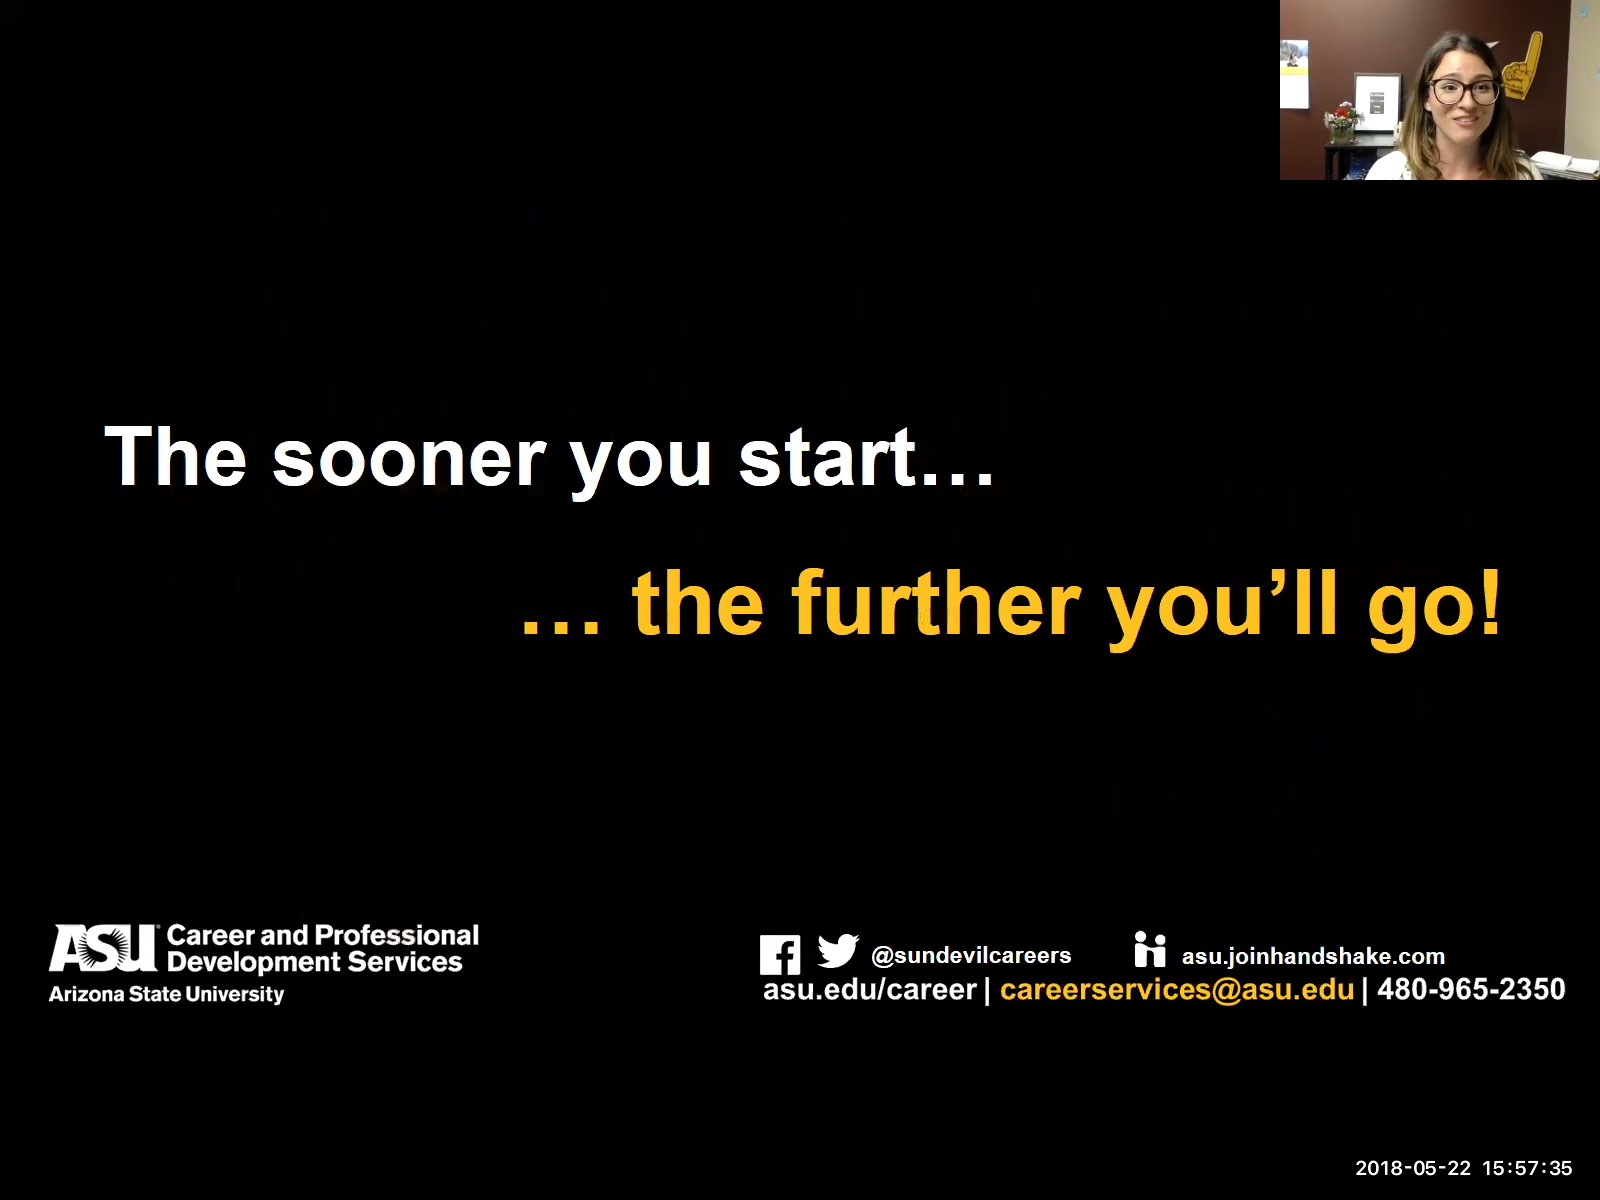 The sooner you start…
… the further you’ll go!
ASU Career and Professional
Development Services
Arizona State University
@sundevilcareers asu.joinhandshake.com
asu.edu/career | careerservices@asu.edu | 480-965-2350
2018-05-22 15:57:35